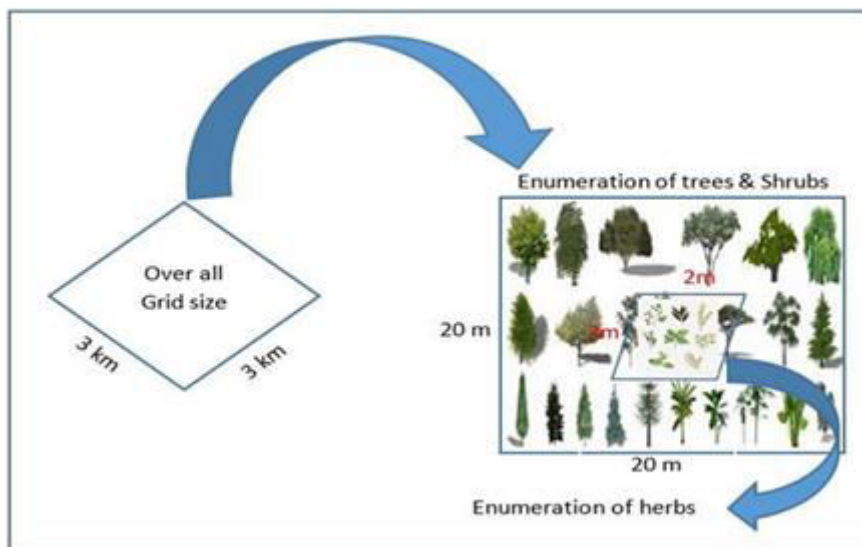 Enumeration of trees & Shrubs
Over all
Grid size
3 km
3 km
2m
2m
20 m
20 m
Enumeration of herbs